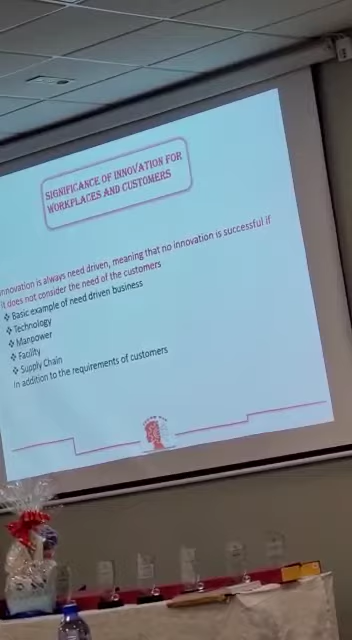 SIGNIFICANCE OF INNOVATION FOR
WORKPLACES AND CUSTOMERS
Innovation is always need driven, meaning that no innovation is successful if
it does not consider the need of the customers
❖ Basic example of need driven business
❖ Technology
❖ Manpower
❖ Facility
❖ Supply Chain
In addition to the requirements of customers